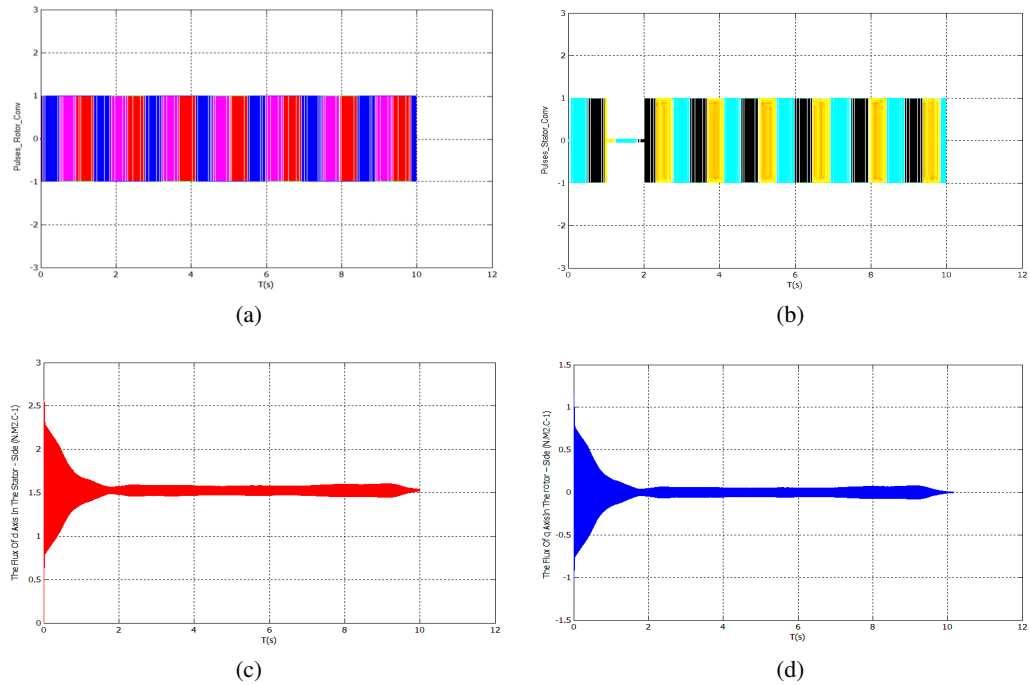 3
2
1
0
-1
-2
-3
Pulses_Rotor_Conv
0 2 4 6 8 10 12
T(s)
(a)
3
2
1
0
-1
-2
-3
Pulses_Stator_Conv
0 2 4 6 8 10 12
T(s)
(b)
3
2.5
2
1.5
1
0.5
0
The Flux Of d Axis In The Stator - Side (N.M2.C-1)
0 2 4 6 8 10 12
T(s)
(c)
1.5
1
0.5
0
-0.5
-1
-1.5
The Flux Of q AxisIn The rotor – Side (N.M2.C-1)
0 2 4 6 8 10 12
T(s)
(d)